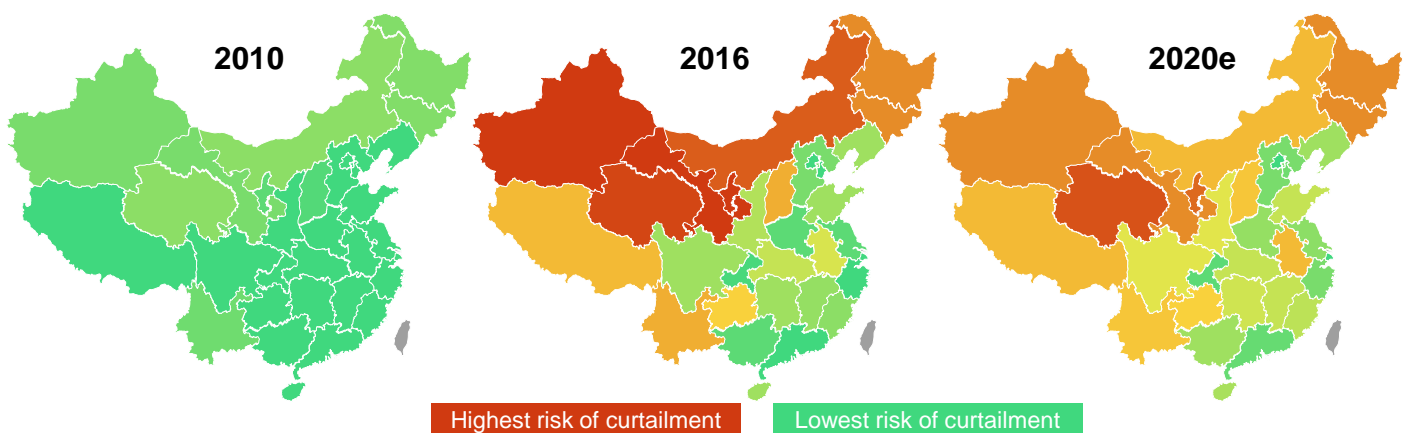 2010
2016
2020e
Highest risk of curtailment
Lowest risk of curtailment